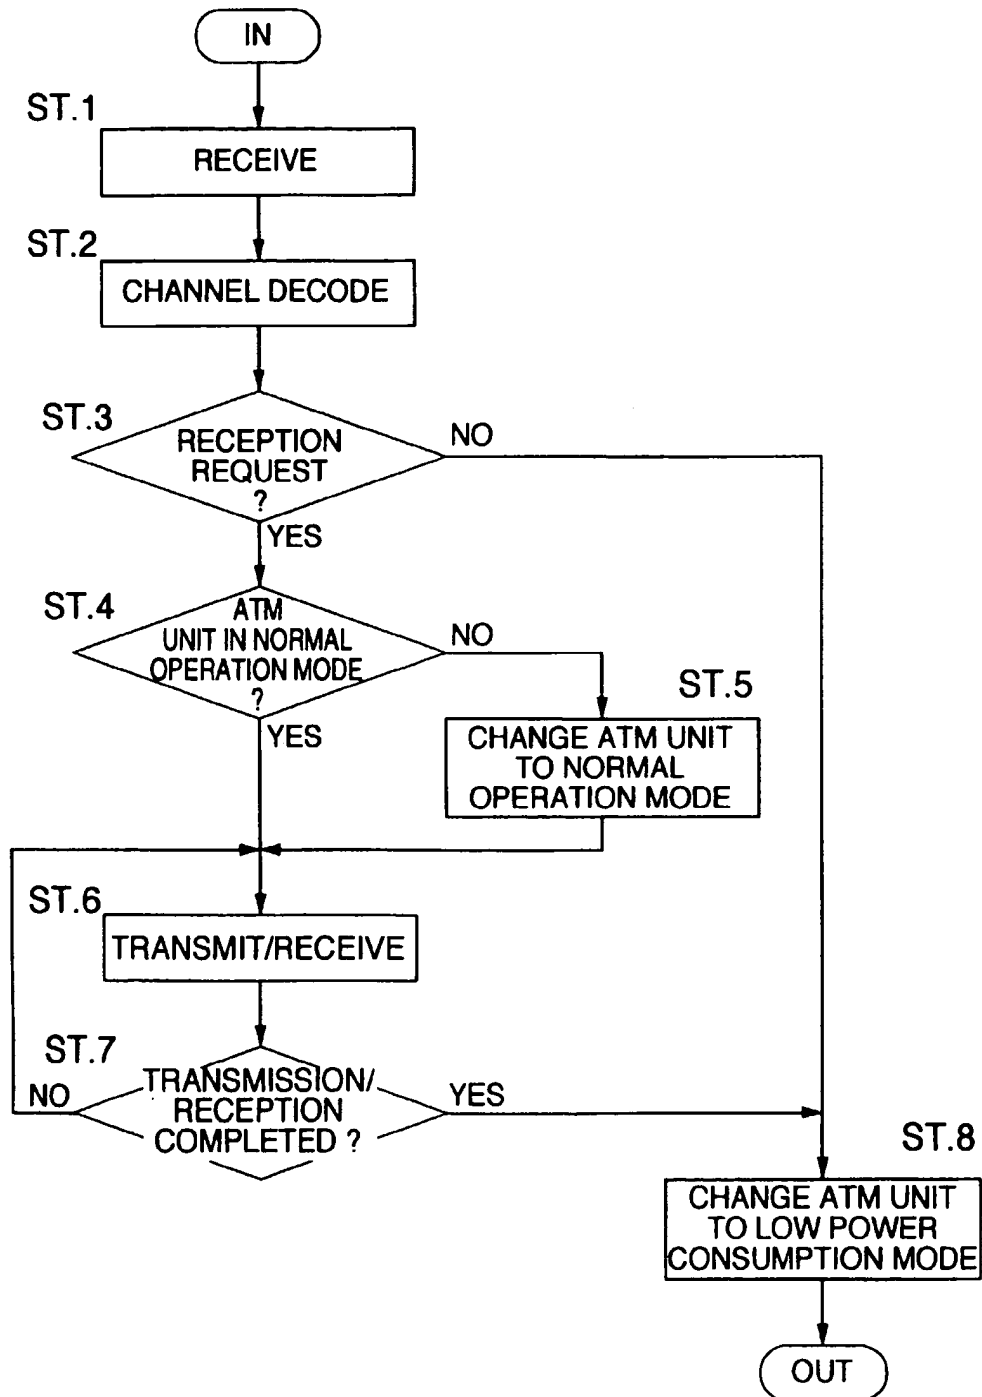 IN
ST.1
RECEIVE
ST.2
CHANNEL DECODE
ST.3
RECEPTION
REQUEST
?
NO
YES
ST.4
ATM
UNIT IN NORMAL
OPERATION MODE
?
NO
YES
ST.5
CHANGE ATM UNIT
TO NORMAL
OPERATION MODE
ST.6
TRANSMIT/RECEIVE
ST.7
TRANSMISSION/
RECEPTION
COMPLETED ?
NO
YES
ST.8
CHANGE ATM UNIT
TO LOW POWER
CONSUMPTION MODE
OUT